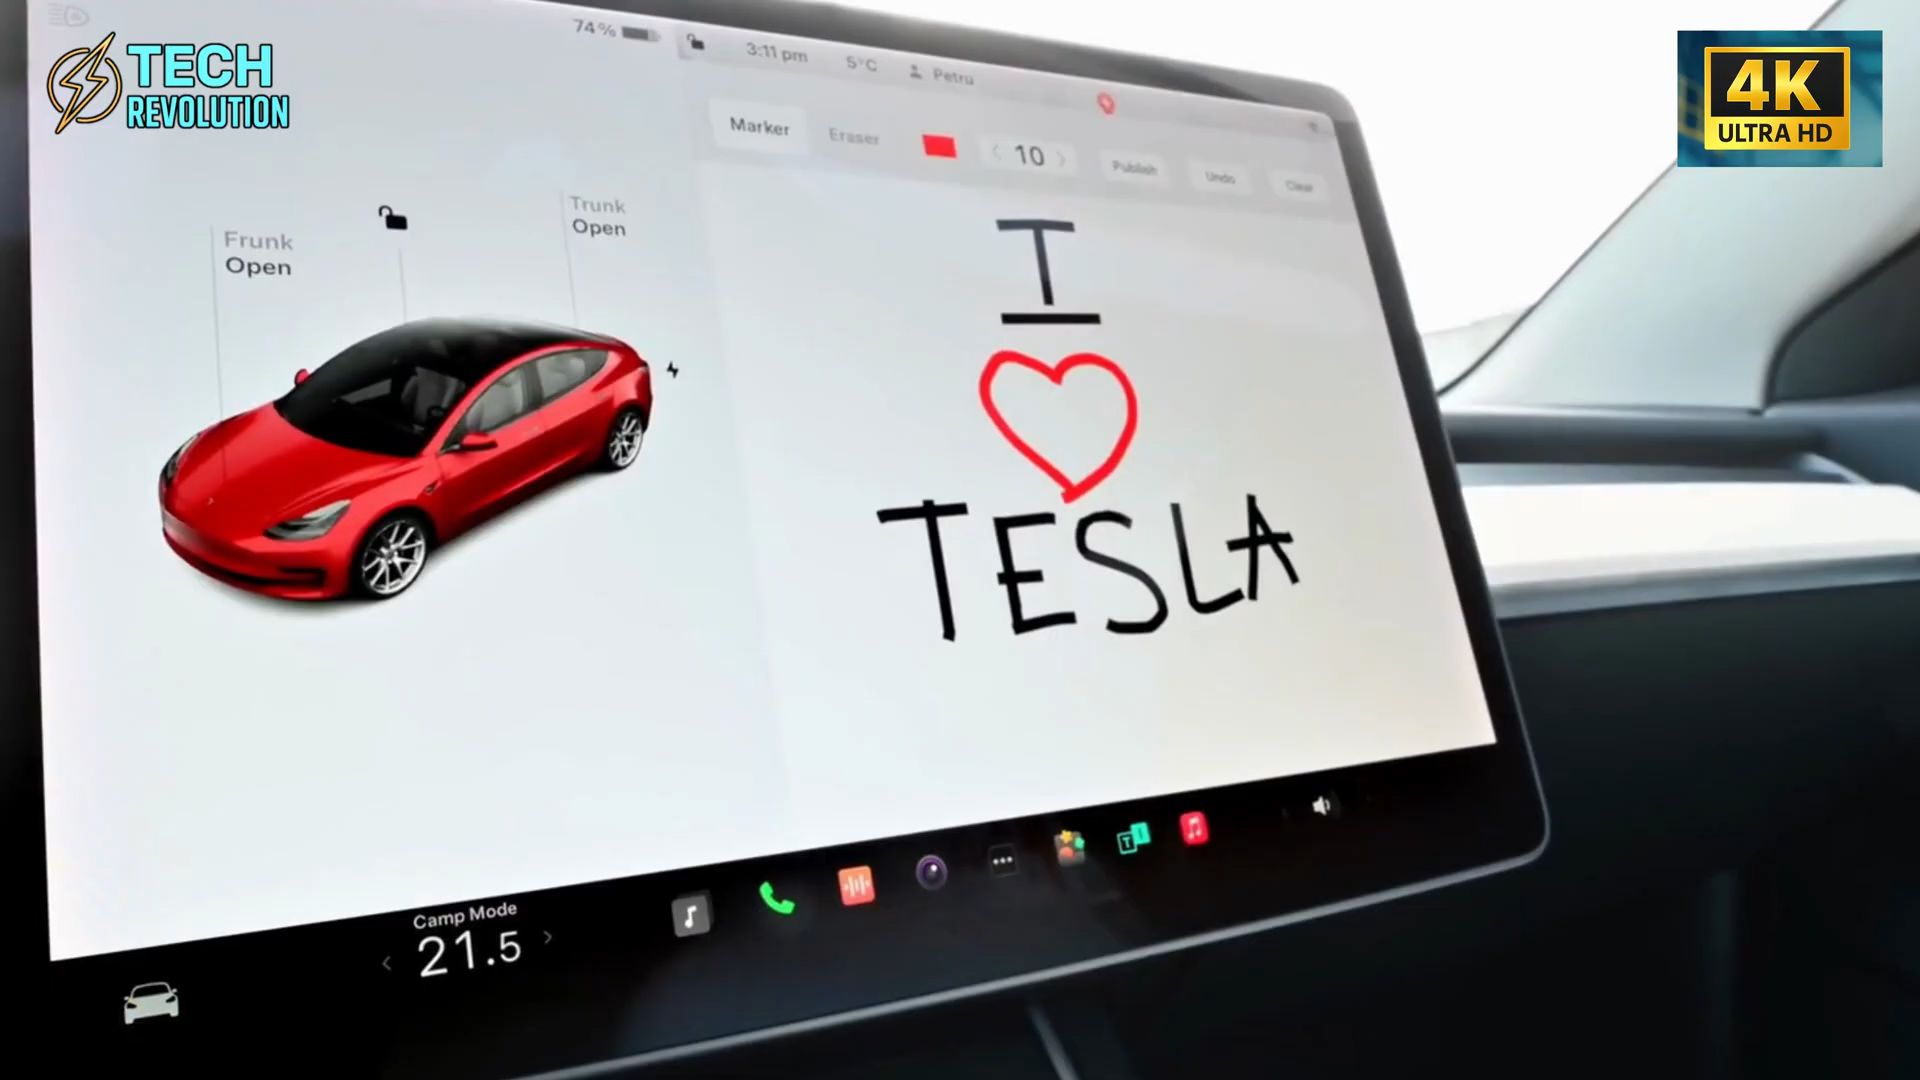 TECH
REVOLUTION
4K
ULTRA HD
74%
3:11 pm
5°C
Petru
Marker
Eraser
10
Publish
Undo
Clear
Frunk
Open
Trunk
Open
I
TESLA
Camp Mode
21.5